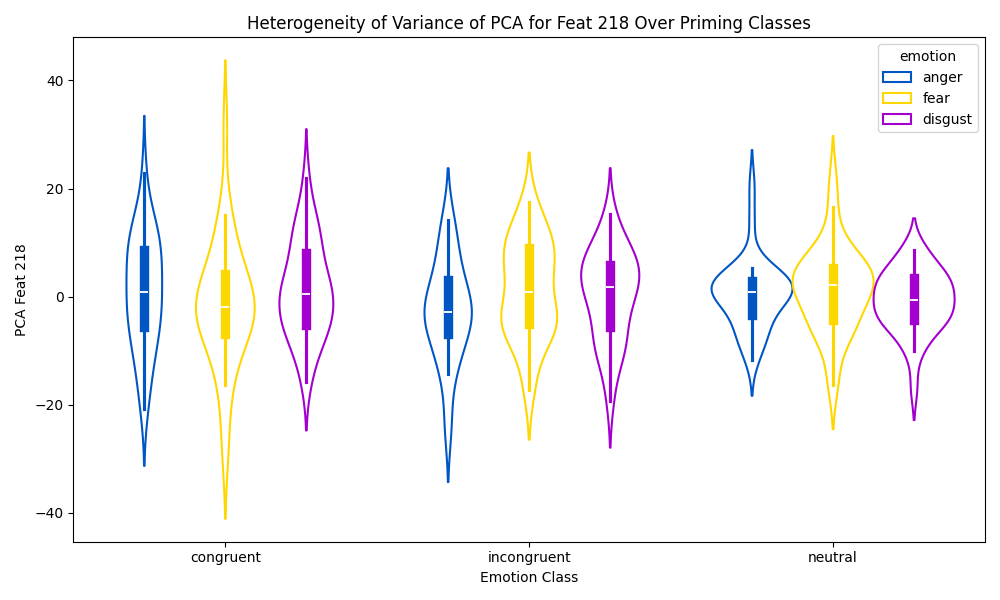 Heterogeneity of Variance of PCA for Feat 218 Over Priming Classes
emotion
anger
fear
disgust
PCA Feat 218
40
20
0
−20
−40
congruent
incongruent
neutral
Emotion Class